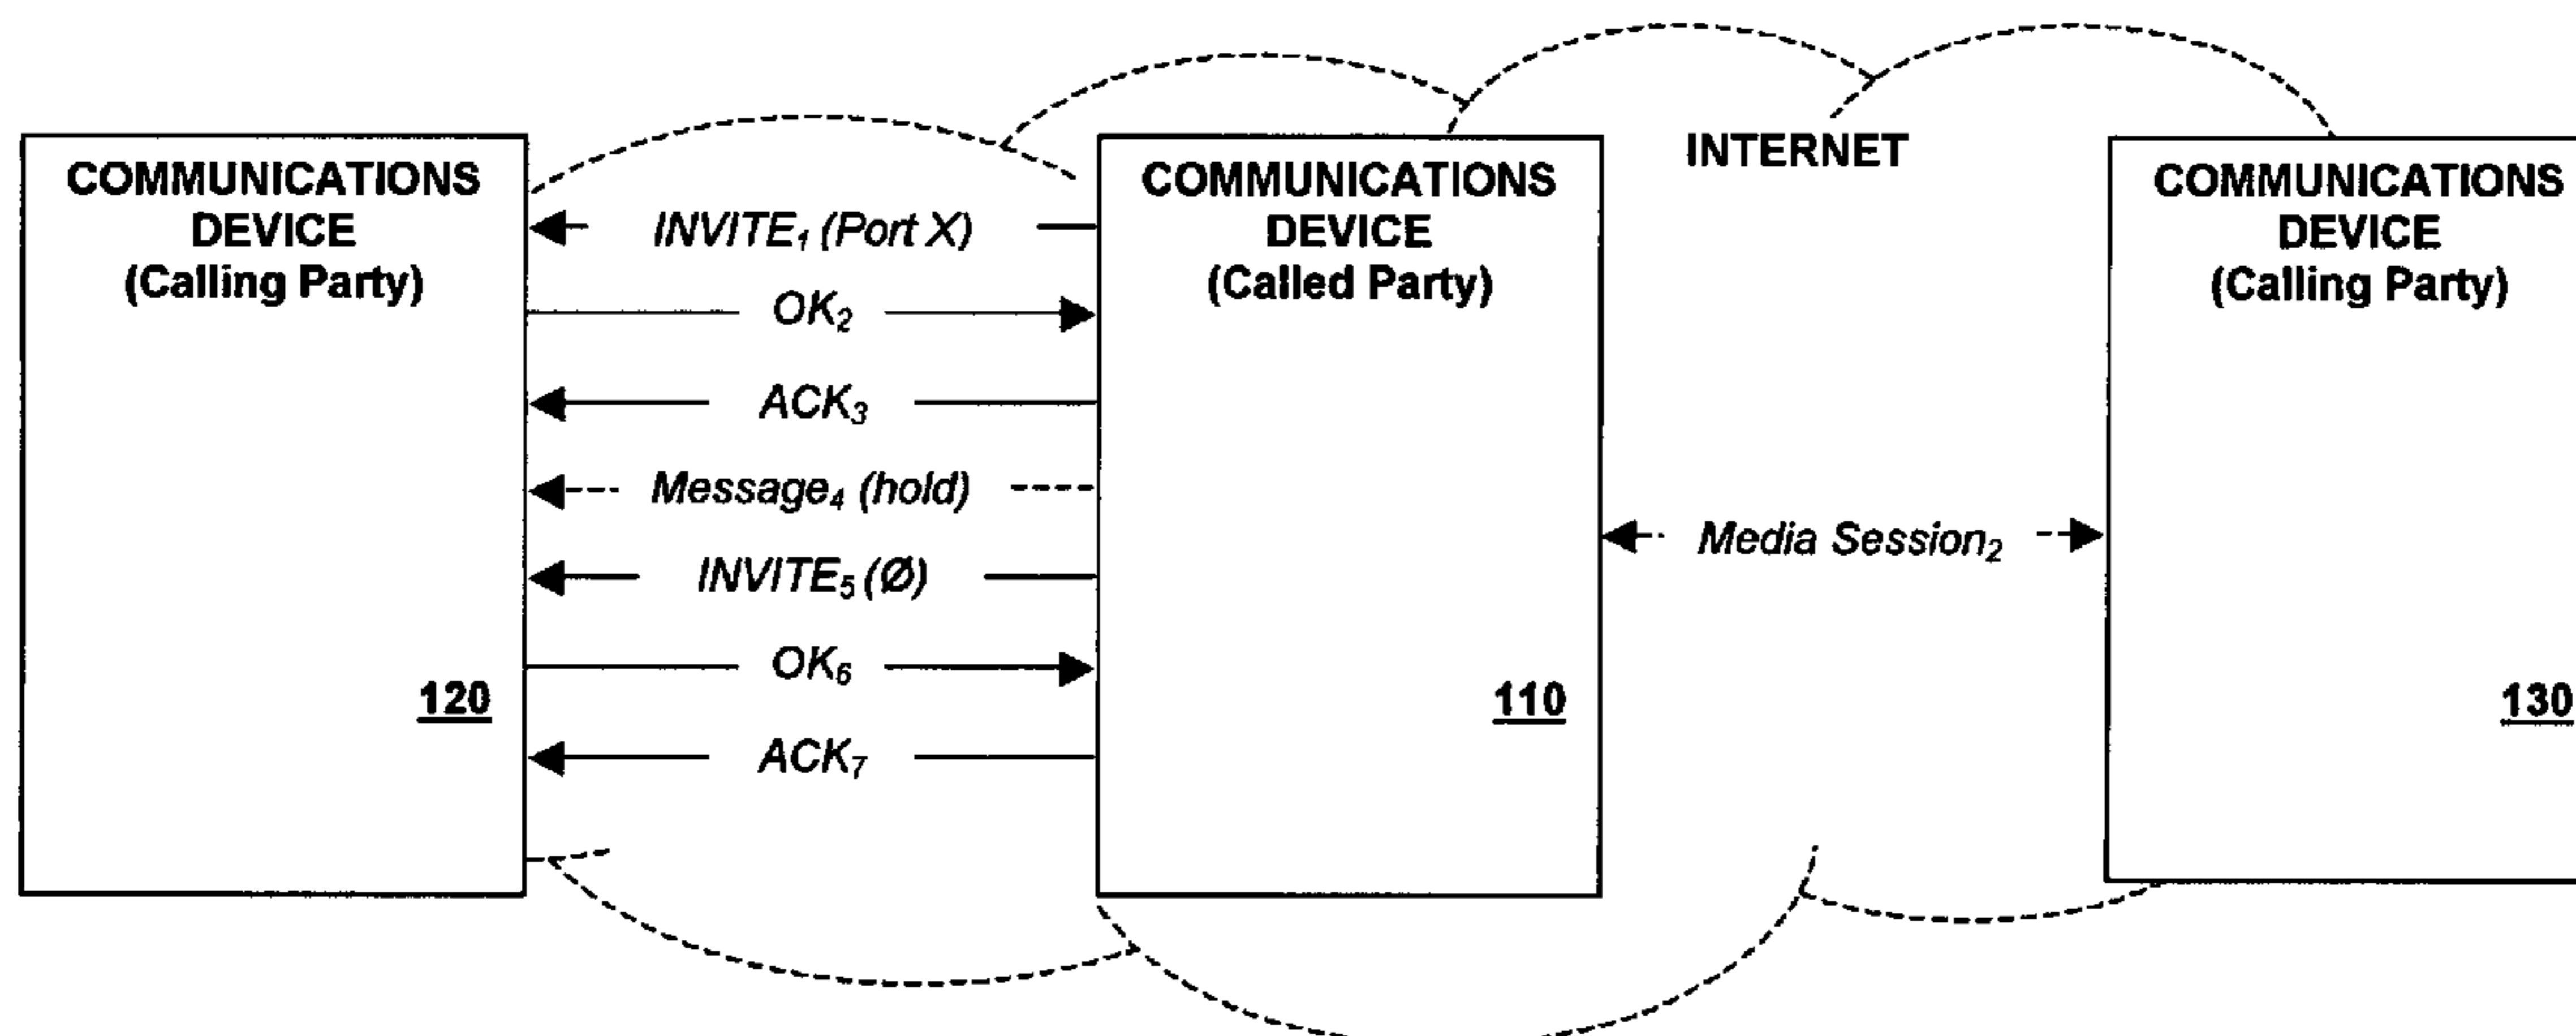 COMMUNICATIONS
DEVICE
(Calling Party)
120
INVITE₁ (Port X)
OK₂
ACK₃
Message₄ (hold)
INVITE₅ (Ø)
OK₆
ACK₇
COMMUNICATIONS
DEVICE
(Called Party)
110
INTERNET
Media Session₂
COMMUNICATIONS
DEVICE
(Calling Party)
130